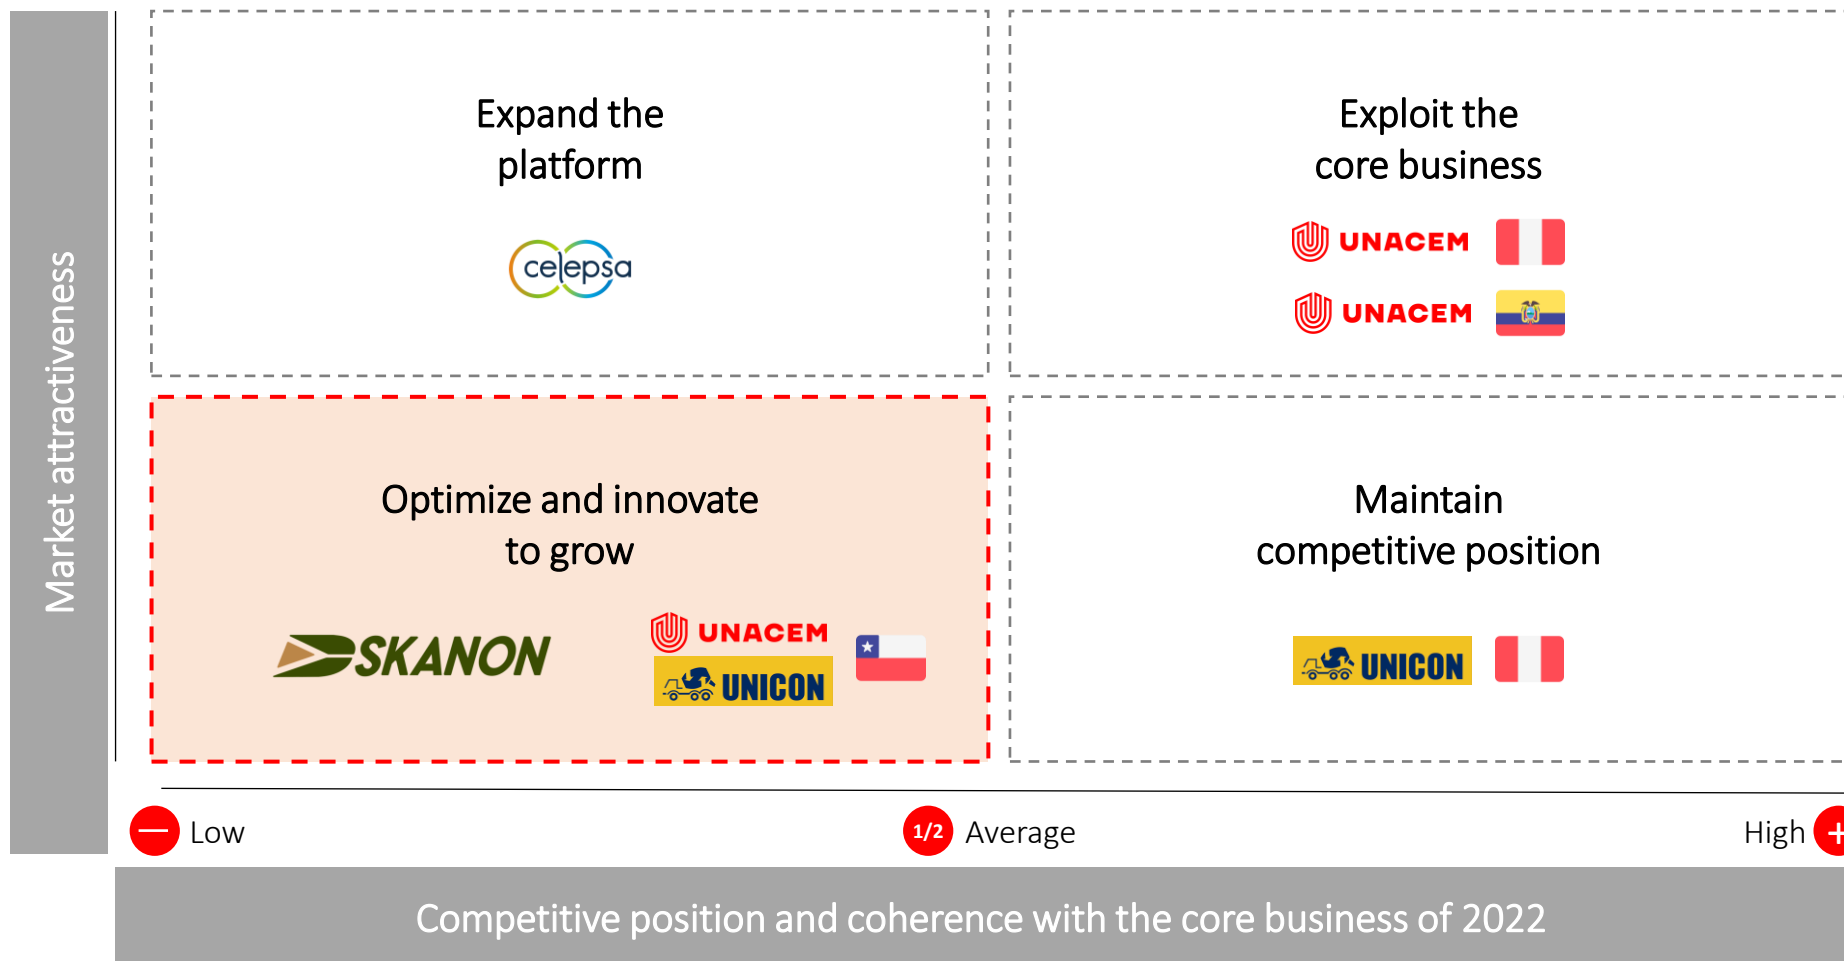 Market attractiveness
Expand the
platform
celepsa
Exploit the
core business
UNACEM
UNACEM
Optimize and innovate
to grow
SKANON
UNACEM
UNICON
Maintain
competitive position
UNICON
Low
1/2 Average
High +
Competitive position and coherence with the core business of 2022